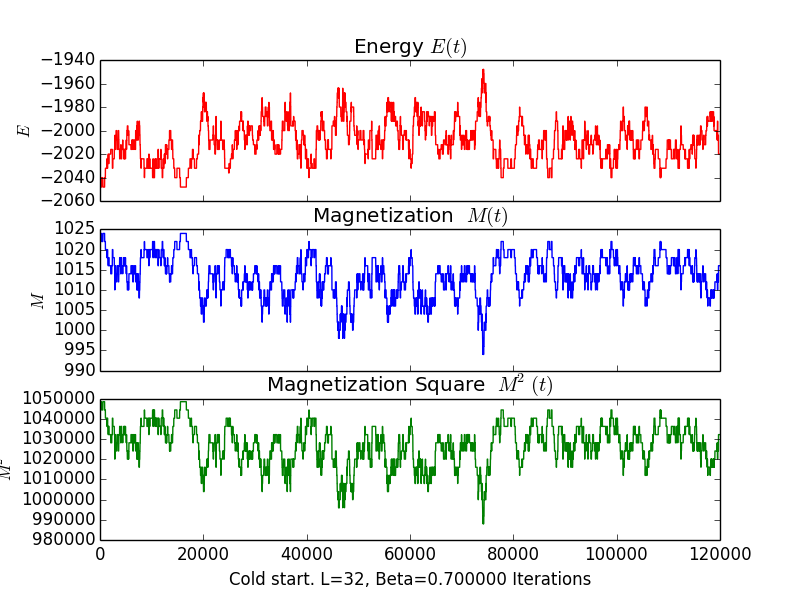 Energy E(t)
−1940
−1960
−1980
−2000
−2020
−2040
−2060
E
Magnetization M(t)
1025
1020
1015
1010
1005
1000
995
990
M
Magnetization Square M² (t)
1050000
1040000
1030000
1020000
1010000
1000000
990000
980000
M²
0 20000 40000 60000 80000 100000 120000
Cold start. L=32, Beta=0.700000 Iterations